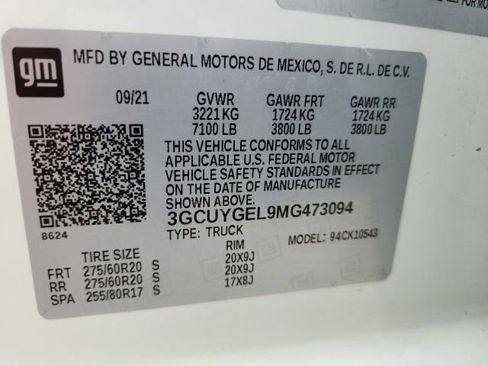 FOR MO
gm
MFD BY GENERAL MOTORS DE MEXICO, S. DE R.L. DE C.V.
09/21 GVWR GAWR FRT GAWR RR
3221 KG 1724 KG 1724 KG
7100 LB 3800 LB 3800 LB
THIS VEHICLE CONFORMS TO ALL
APPLICABLE U.S. FEDERAL MOTOR
VEHICLE SAFETY STANDARDS IN EFFECT
ON THE DATE OF MANUFACTURE
SHOWN ABOVE.
8624 3GCUYGEL9MG473094
TYPE: TRUCK MODEL: 94CK10543
TIRE SIZE RIM
FRT 275/60R20 S 20X9J
RR 275/60R20 S 20X9J
SPA 255/80R17 S 17X8J